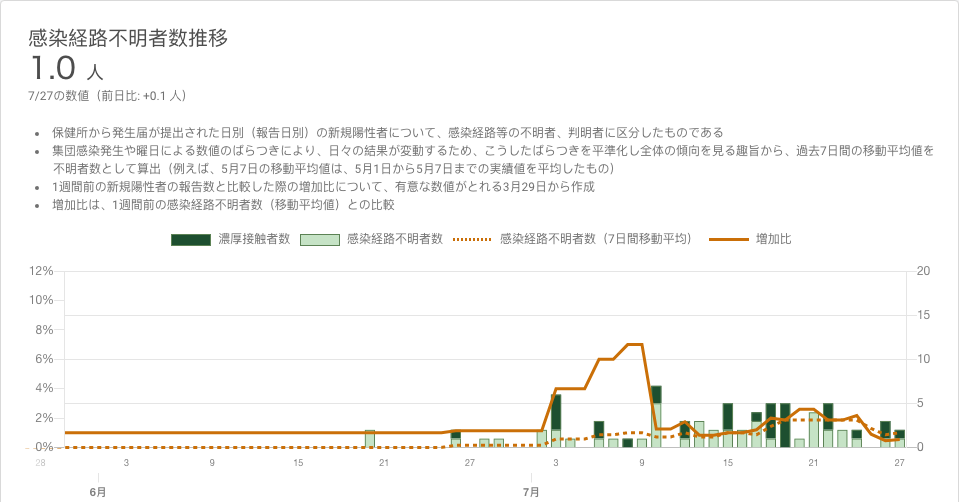 感染経路不明者数推移
1.0 人
7/27の数値（前日比: +0.1 人）
• 保健所から発生届が提出された日別（報告日別）の新規陽性者について、感染経路等の不明者、判明者に区分したものである
• 集団感染発生や曜日による数値のばらつきにより、日々の結果が変動するため、こうしたばらつきを平準化し全体の傾向を見る趣旨から、過去7日間の移動平均値を
不明者数として算出（例えば、5月7日の移動平均値は、5月1日から5月7日までの実績値を平均したもの）
• 1週間前の新規陽性者の報告数と比較した際の増加比について、有意な数値がとれる3月29日から作成
• 増加比は、1週間前の感染経路不明者数（移動平均値）との比較
濃厚接触者数 感染経路不明者数 感染経路不明者数（7日間移動平均） 増加比
12% 20
10% 15
8%
6% 10
4%
2% 5
0% 0
28 3 9 15 21 27 3 9 15 21 27
6月 7月